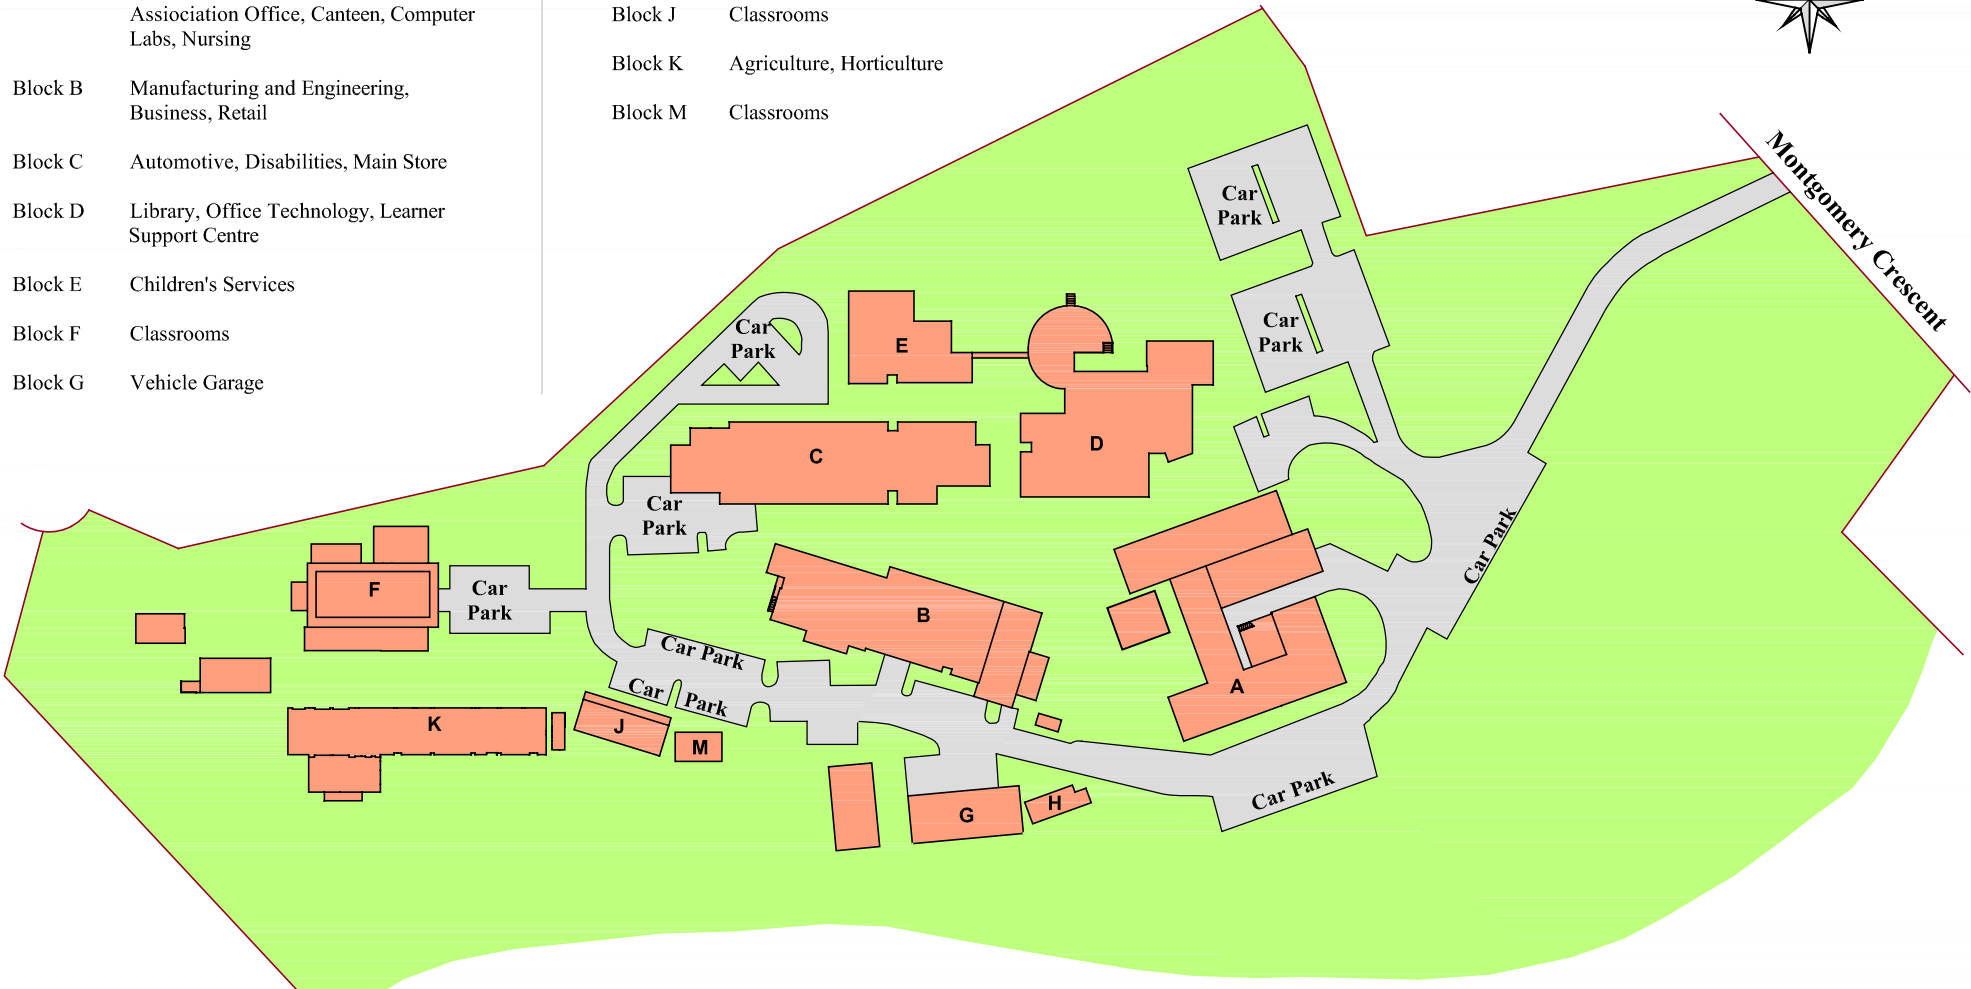 Assiociation Office, Canteen, Computer
Labs, Nursing
Block B Manufacturing and Engineering,
Business, Retail
Block C Automotive, Disabilities, Main Store
Block D Library, Office Technology, Learner
Support Centre
Block E Children's Services
Block F Classrooms
Block G Vehicle Garage
Block J Classrooms
Block K Agriculture, Horticulture
Block M Classrooms
Montgomery Crescent
Car
Park
Car
Park
Car
Park
E
D
C
Car
Park
Car Park
F
Car
Park
B
Car Park
Car Park
A
K
J
M
G
H
Car Park